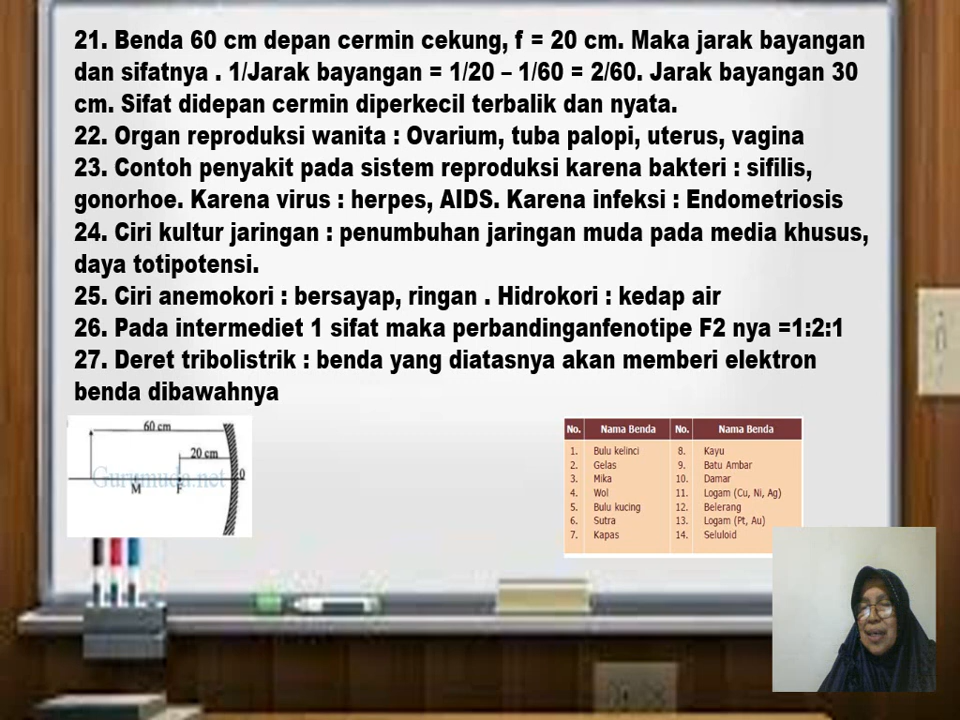 21. Benda 60 cm depan cermin cekung, f = 20 cm. Maka jarak bayangan
dan sifatnya . 1/Jarak bayangan = 1/20 – 1/60 = 2/60. Jarak bayangan 30
cm. Sifat didepan cermin diperkecil terbalik dan nyata.
22. Organ reproduksi wanita : Ovarium, tuba palopi, uterus, vagina
23. Contoh penyakit pada sistem reproduksi karena bakteri : sifilis,
gonorhoe. Karena virus : herpes, AIDS. Karena infeksi : Endometriosis
24. Ciri kultur jaringan : penumbuhan jaringan muda pada media khusus,
daya totipotensi.
25. Ciri anemokori : bersayap, ringan . Hidrokori : kedap air
26. Pada intermediet 1 sifat maka perbandinganfenotipe F2 nya =1:2:1
27. Deret tribolistrik : benda yang diatasnya akan memberi elektron
benda dibawahnya
60 cm
20 cm
Gurumuda.net
M F O
No. Nama Benda No. Nama Benda
1. Bulu kelinci 8. Kayu
2. Gelas 9. Batu Ambar
3. Mika 10. Damar
4. Wol 11. Logam (Cu, Ni, Ag)
5. Bulu kucing 12. Belerang
6. Sutra 13. Logam (Pt, Au)
7. Kapas 14. Seluloid